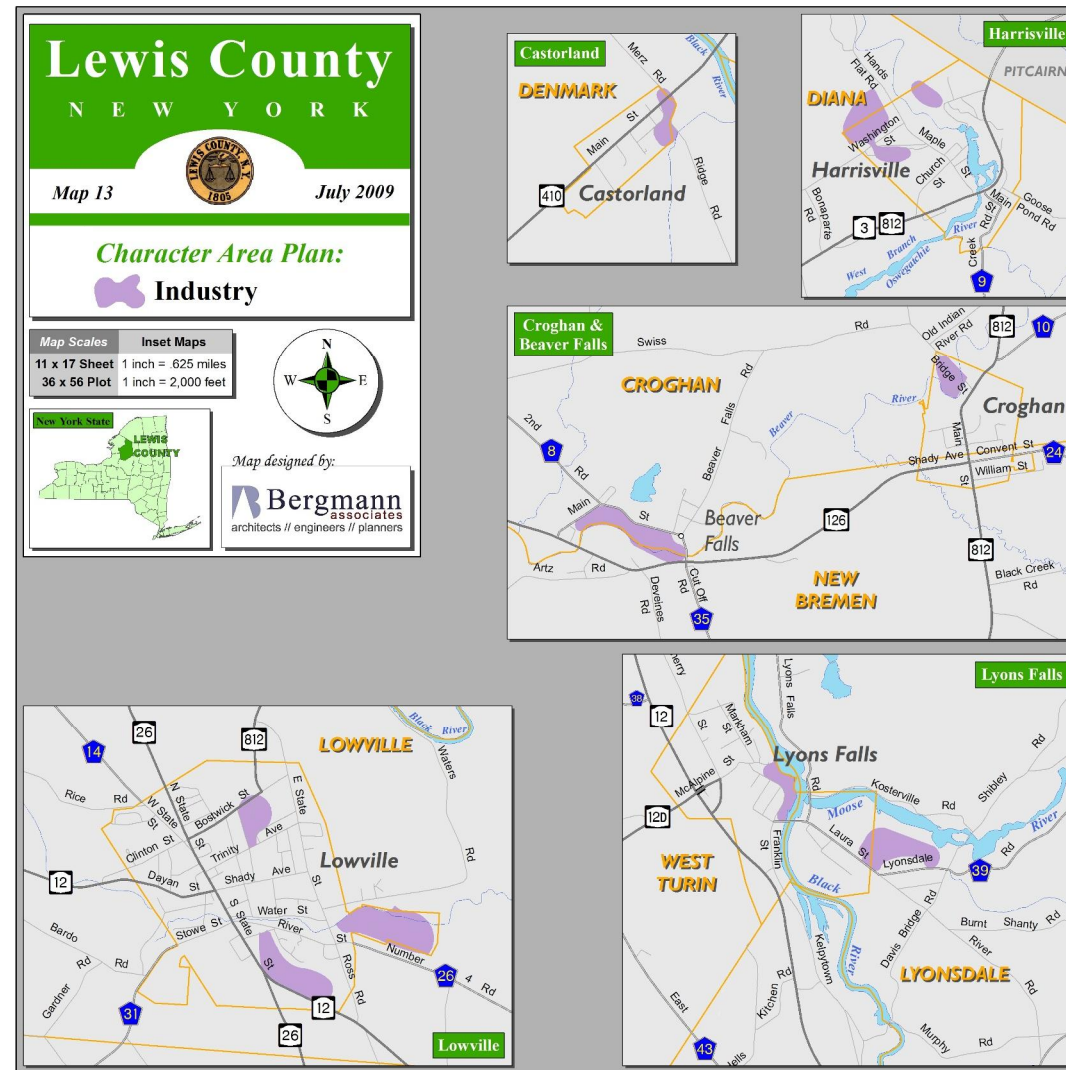 Lewis County
NEW YORK
LEWIS COUNTY, N.Y.
1805
Map 13
July 2009
Character Area Plan:
Industry
Map Scales Inset Maps
11 x 17 Sheet 1 inch = .625 miles
36 x 56 Plot 1 inch = 2,000 feet
N
W E
S
New York State
LEWIS
COUNTY
Map designed by:
Bergmann
associates
architects // engineers // planners
Castorland
DENMARK
Merz Rd
Black River
Main St
410
Castorland
Ridge Rd
Harrisville
PITCAIRN
Hands Flat Rd
DIANA
Washington St
Maple St
Church St
Harrisville
Bonaparte Rd
3
812
Main St
Goose Pond Rd
Creek Rd
West Branch Oswegatchie River
9
Croghan &
Beaver Falls
Swiss Rd
Old Indian River Rd
812
10
CROGHAN
Bridge St
Croghan
2nd Rd
8
Beaver Falls Rd
Beaver River
Main St
Shady Ave
Convent St
24
William St
Main St
Beaver
Falls
126
812
Artz Rd
Deveines Rd
Cut Off Rd
35
NEW
BREMEN
Black Creek Rd
Lowville
LOWVILLE
Black River
14
26
812
Waters Rd
Rice Rd
W State St
N State St
Bostwick St
E State St
Clinton St
Trinity Ave
Lowville
12
Dayan St
Shady Ave
Water St
River St
Stowe St
S State St
Bardo Rd
Gardner Rd
Ross Rd
Number 4 Rd
26
31
12
26
Lyons Falls
38
12
erry
St
Markham St
Lyons Falls Rd
Lyons Falls
McAlpine St
12D
Kosterville Rd
Shibley Rd
Moose River
Laura St
Franklin St
Lyonsdale Rd
39
WEST
TURIN
Black River
Davis Bridge Rd
Burnt Shanty Rd
River Rd
Kelpytown
LYONSDALE
Kitchen Rd
East
43
ells
Murphy Rd